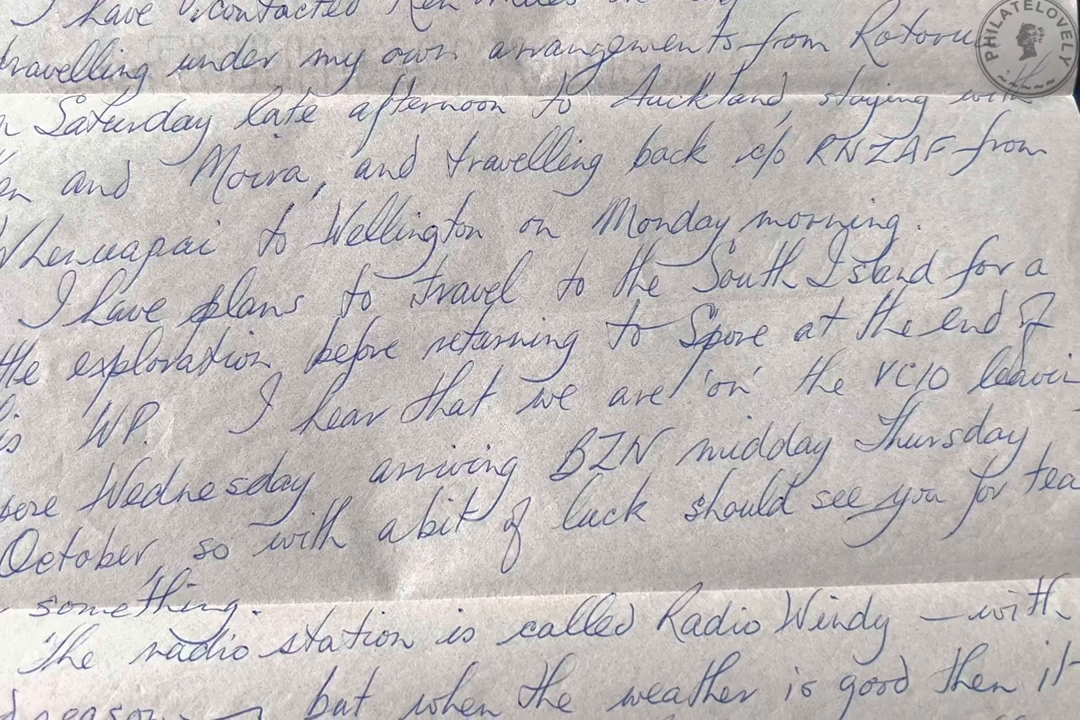 I have contacted Ken
travelling under my own arrangements from Rotorua
Saturday late afternoon to Auckland, staying with
and Moira, and travelling back c/o RNZAF from
Whenuapai to Wellington on Monday morning.
I have plans to travel to the South Island for a
exploration before returning to Spore at the end of
WP. I hear that we are 'on' the VC10 leavin
pore Wednesday arriving BZN midday Thursday
October, so with a bit of luck should see you for tea
something.
The radio station is called Radio Windy – with
reason – but when the weather is good then it
PHILATELOVELY